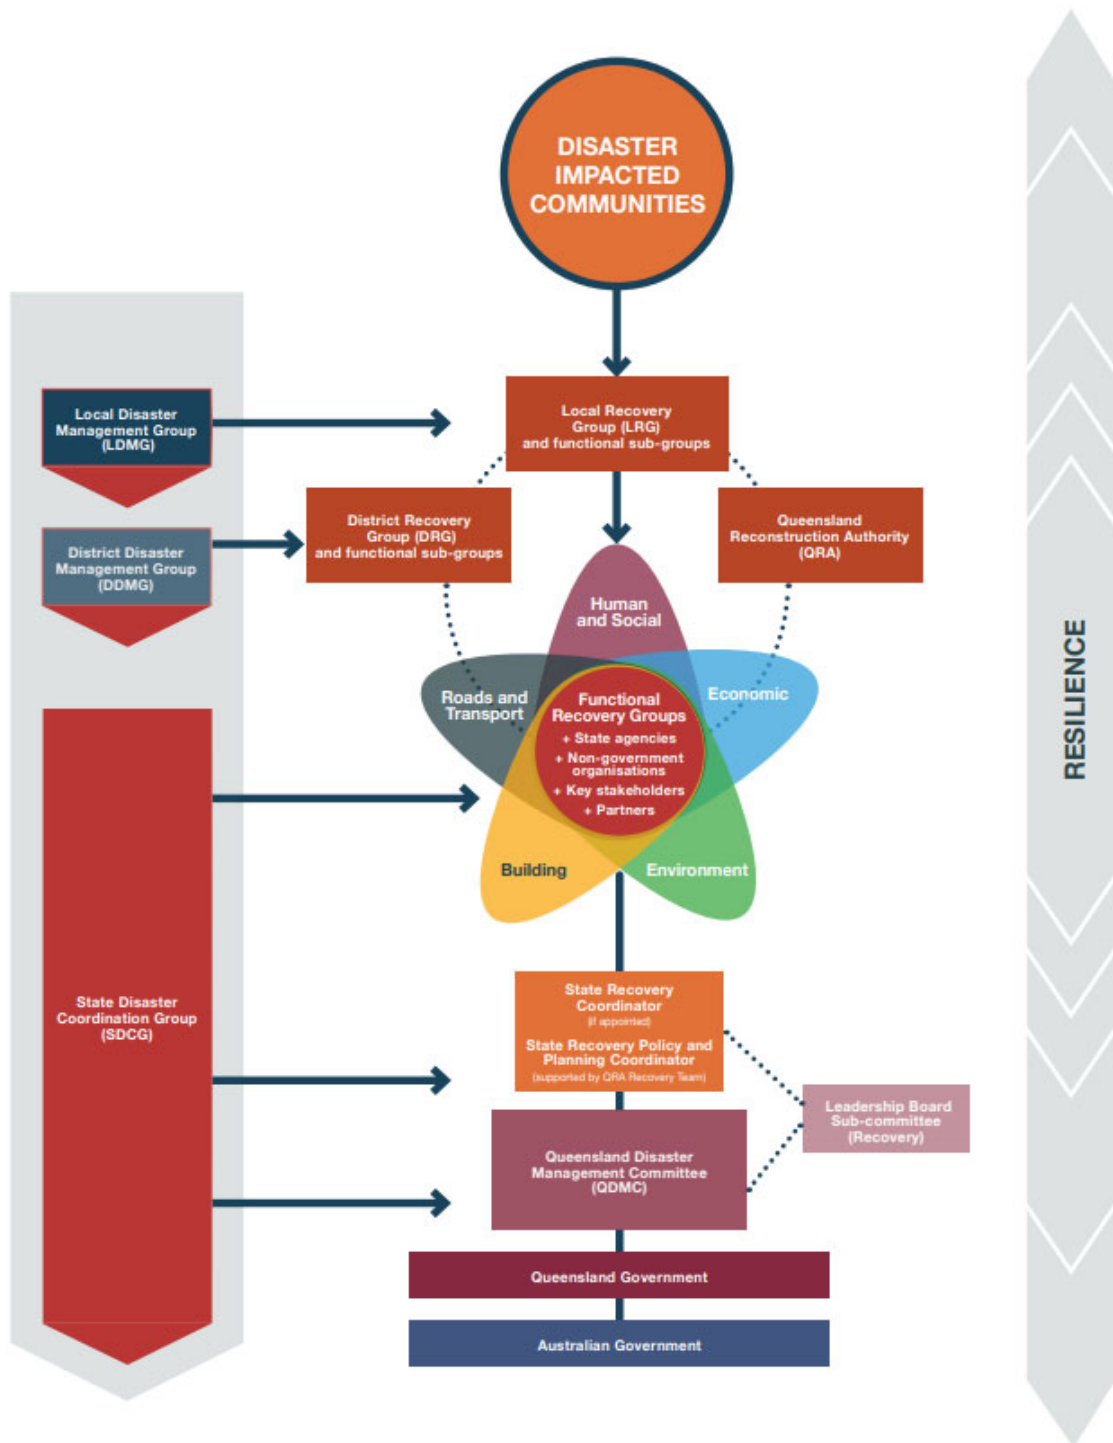 DISASTER
IMPACTED
COMMUNITIES
Local Disaster
Management Group
(LDMG)
Local Recovery
Group (LRG)
and functional sub-groups
District Disaster
Management Group
(DDMG)
District Recovery
Group (DRG)
and functional sub-groups
Queensland
Reconstruction Authority
(QRA)
Human
and Social
Roads and
Transport
Economic
Functional
Recovery Groups
+ State agencies
+ Non-government
organisations
+ Key stakeholders
+ Partners
Building
Environment
State Disaster
Coordination Group
(SDCG)
State Recovery
Coordinator
(if appointed)
State Recovery Policy and
Planning Coordinator
(supported by QRA Recovery Team)
Leadership Board
Sub-committee
(Recovery)
Queensland Disaster
Management Committee
(QDMC)
Queensland Government
Australian Government
RESILIENCE